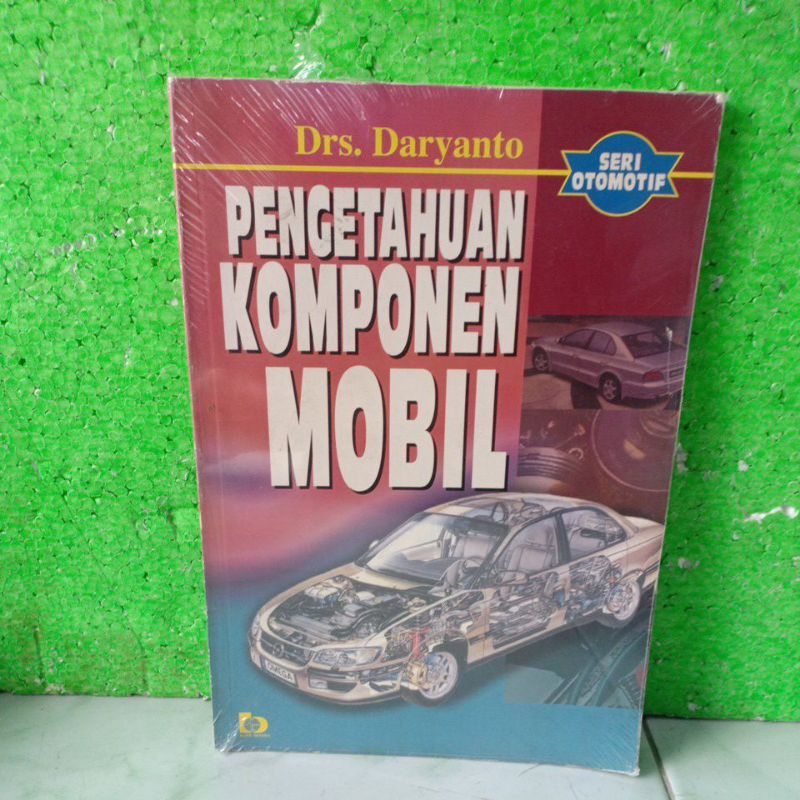 Drs. Daryanto
SERI
OTOMOTIF
PENGETAHUAN
KOMPONEN
MOBIL
OMEGA